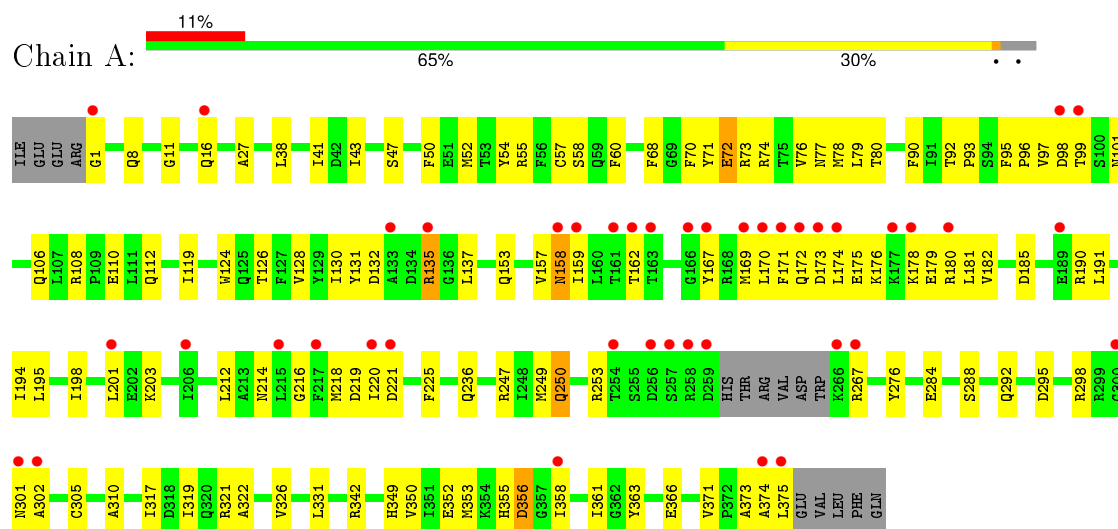 11%
Chain A:
65% 30% • •
ILE GLU GLU ARG G1 Q8 G11 Q16 A27 L38 I41 D42 I43 S47 F50 E51 M52 T53 Y54 R55 F56 C57 S58 Q59 F60 F68 G69 F70 Y71 E72 R73 R74 T75 V76 N77 M78 L79 T80 F90 I91 T92 P93 S94 F95 P96 V97 D98 T99 S100 N101
Q106 L107 R108 P109 E110 L111 Q112 I119 W124 Q125 T126 F127 V128 Y129 I130 Y131 D132 A133 D134 R135 G136 L137 Q153 V157 N158 I159 L160 T161 T162 T163 G166 Y167 R168 M169 L170 F171 Q172 D173 L174 E175 K176 K177 K178 E179 R180 L181 V182 D185 E189 R190 L191
I194 L195 I198 L201 E202 K203 I206 L212 A213 N214 L215 G216 F217 M218 D219 I220 D221 F225 Q236 R247 I248 M249 Q250 R253 T254 S255 D256 S257 R258 D259 HIS THR ARG VAL ASP TRP K266 R267 Y276 E284 S288 Q292 D295 R298 R299 G300
N301 A302 C305 A310 I317 D318 I319 Q320 R321 A322 V326 L331 R342 H349 V350 I351 E352 M353 K354 H355 D356 G357 I358 I361 G362 Y363 E366 V371 P372 A373 A374 L375 GLU VAL LEU PHE GLN